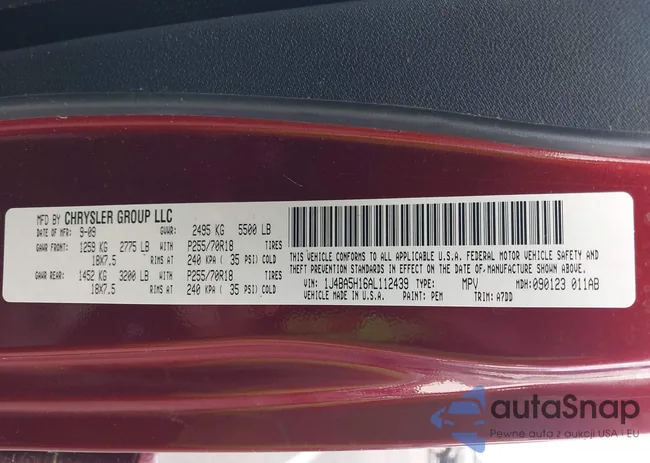 MFD BY CHRYSLER GROUP LLC
DATE OF MFR: 9-09 GVWR: 2495 KG 5500 LB
GAWR FRONT: 1259 KG 2775 LB WITH P255/70R18 TIRES
18X7.5 RIMS AT 240 KPA ( 35 PSI) COLD
GAWR REAR: 1452 KG 3200 LB WITH P255/70R18 TIRES
18X7.5 RIMS AT 240 KPA ( 35 PSI) COLD
THIS VEHICLE CONFORMS TO ALL APPLICABLE U.S.A. FEDERAL MOTOR VEHICLE SAFETY AND
THEFT PREVENTION STANDARDS IN EFFECT ON THE DATE OF MANUFACTURE SHOWN ABOVE.
VIN: 1J4BA5H16AL112439 TYPE: MPV MDH:090123 011AB
VEHICLE MADE IN U.S.A. PAINT: PEM TRIM: A7DD
autaSnap
Pewne auta z aukcji USA i EU